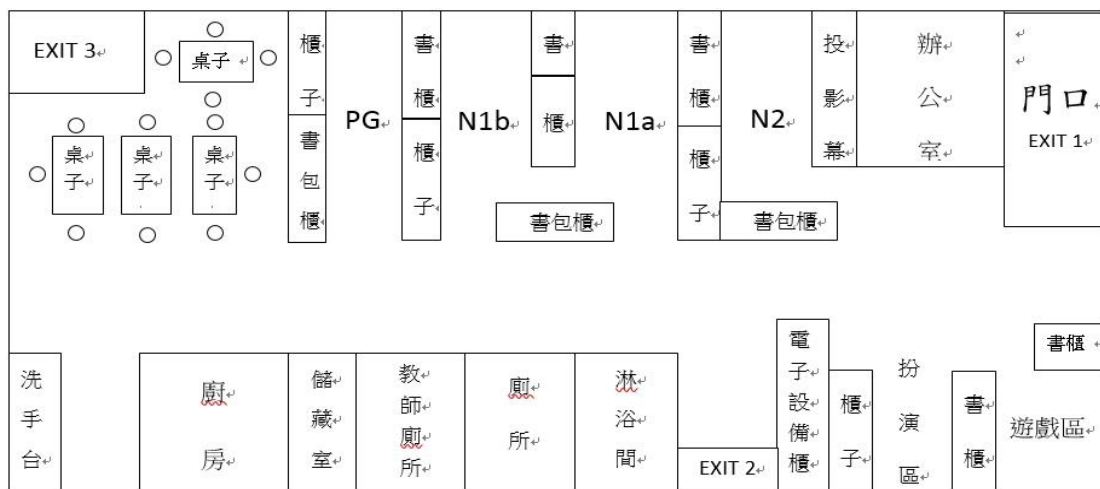 EXIT 3
桌子
桌子
桌子
桌子
櫃子
書包櫃
PG
書櫃
櫃子
N1b
書櫃
書包櫃
N1a
書櫃
櫃子
N2
書包櫃
投影幕
辦公室
門口
EXIT 1
洗手台
廚房
儲藏室
教師廁所
廁所
淋浴間
EXIT 2
電子設備櫃
櫃子
扮演區
書櫃
書櫃
遊戲區